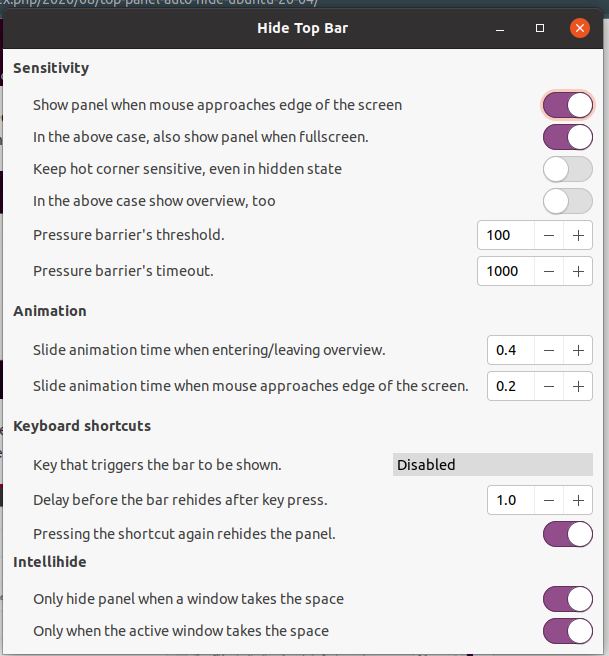 ex.php/2020/08/top-panel-auto-hide-ubuntu-20-04/
Hide Top Bar
Sensitivity
Show panel when mouse approaches edge of the screen
In the above case, also show panel when fullscreen.
Keep hot corner sensitive, even in hidden state
In the above case show overview, too
Pressure barrier's threshold. 100
Pressure barrier's timeout. 1000
Animation
Slide animation time when entering/leaving overview. 0.4
Slide animation time when mouse approaches edge of the screen. 0.2
Keyboard shortcuts
Key that triggers the bar to be shown. Disabled
Delay before the bar rehides after key press. 1.0
Pressing the shortcut again rehides the panel.
Intellihide
Only hide panel when a window takes the space
Only when the active window takes the space